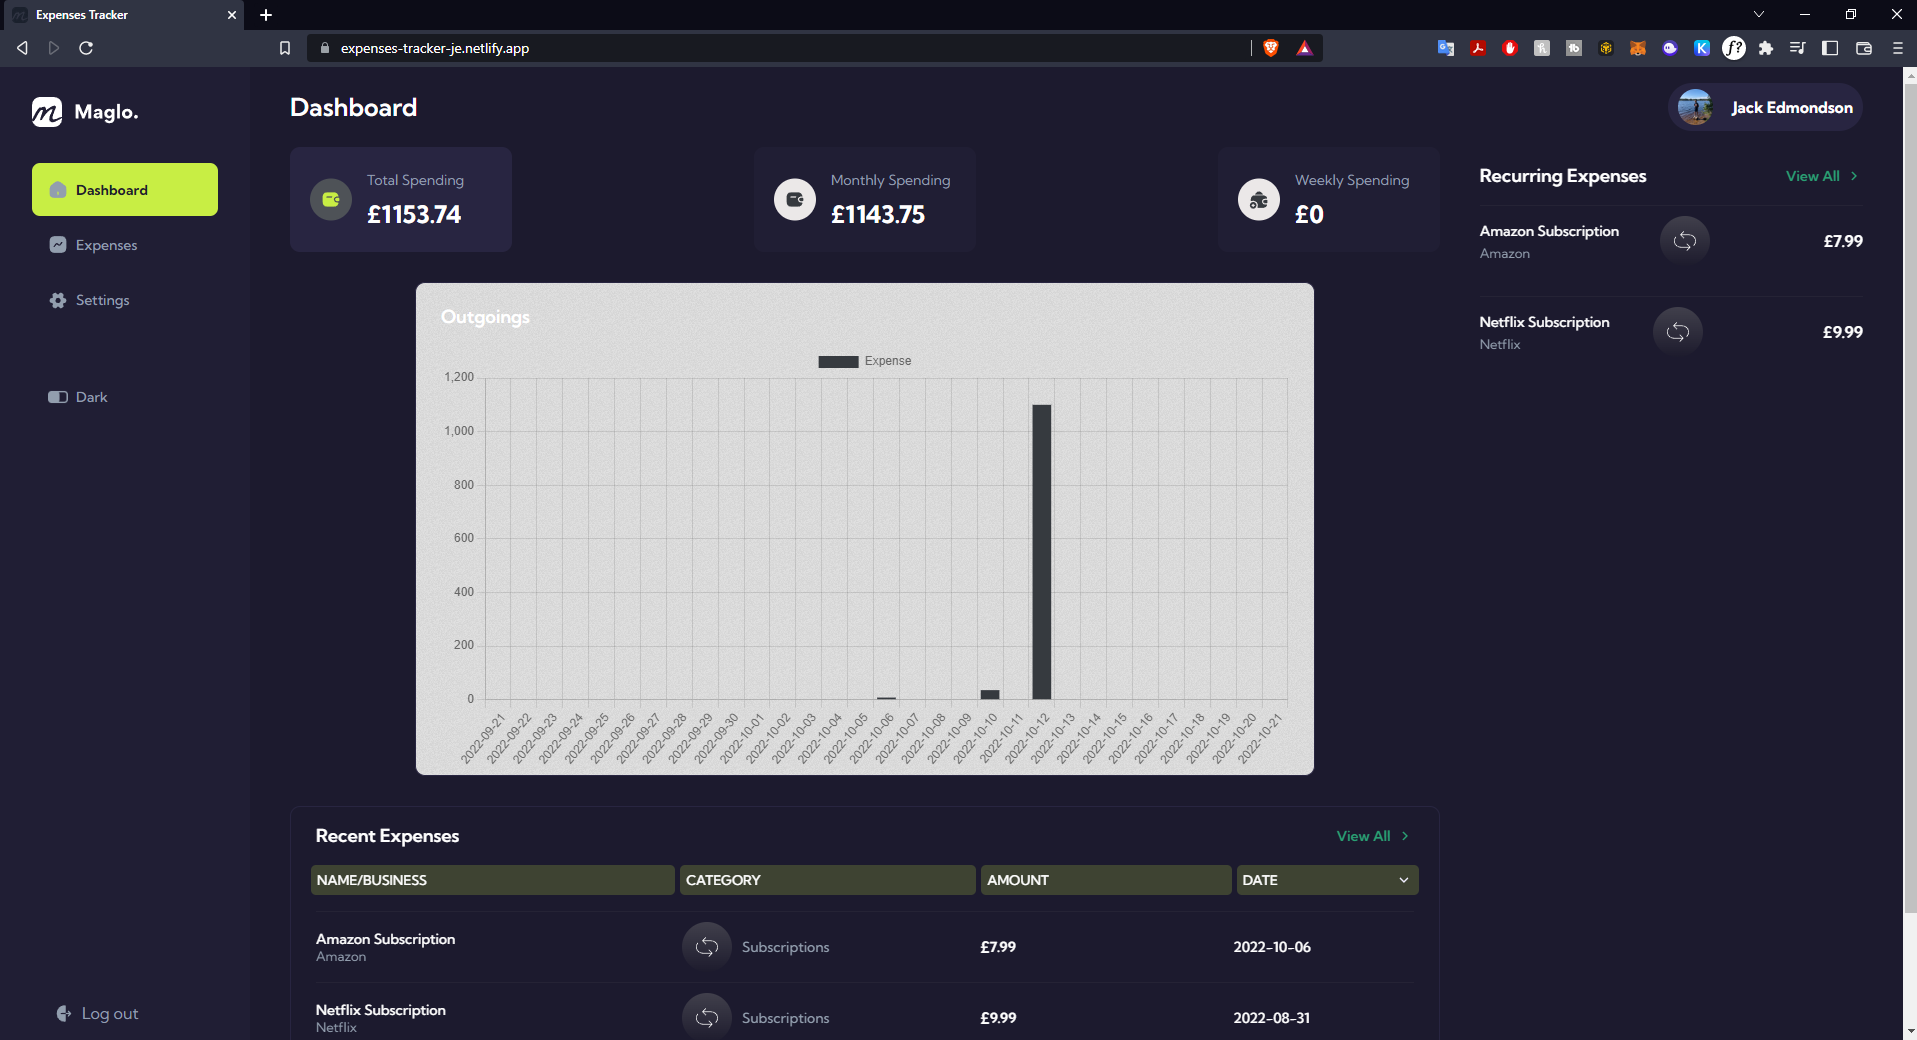 Expenses Tracker
expenses-tracker-je.netlify.app
Maglo.
Dashboard
Expenses
Settings
Dark
Log out
Dashboard
Jack Edmondson
Total Spending
£1153.74
Monthly Spending
£1143.75
Weekly Spending
£0
Outgoings
Expense
1,200
1,000
800
600
400
200
0
2022-09-21
2022-09-22
2022-09-23
2022-09-24
2022-09-25
2022-09-26
2022-09-27
2022-09-28
2022-09-29
2022-09-30
2022-10-01
2022-10-02
2022-10-03
2022-10-04
2022-10-05
2022-10-06
2022-10-07
2022-10-08
2022-10-09
2022-10-10
2022-10-11
2022-10-12
2022-10-13
2022-10-14
2022-10-15
2022-10-16
2022-10-17
2022-10-18
2022-10-19
2022-10-20
2022-10-21
Recurring Expenses View All
Amazon Subscription £7.99
Amazon
Netflix Subscription £9.99
Netflix
Recent Expenses View All
NAME/BUSINESS CATEGORY AMOUNT DATE
Amazon Subscription Subscriptions £7.99 2022-10-06
Amazon
Netflix Subscription Subscriptions £9.99 2022-08-31
Netflix